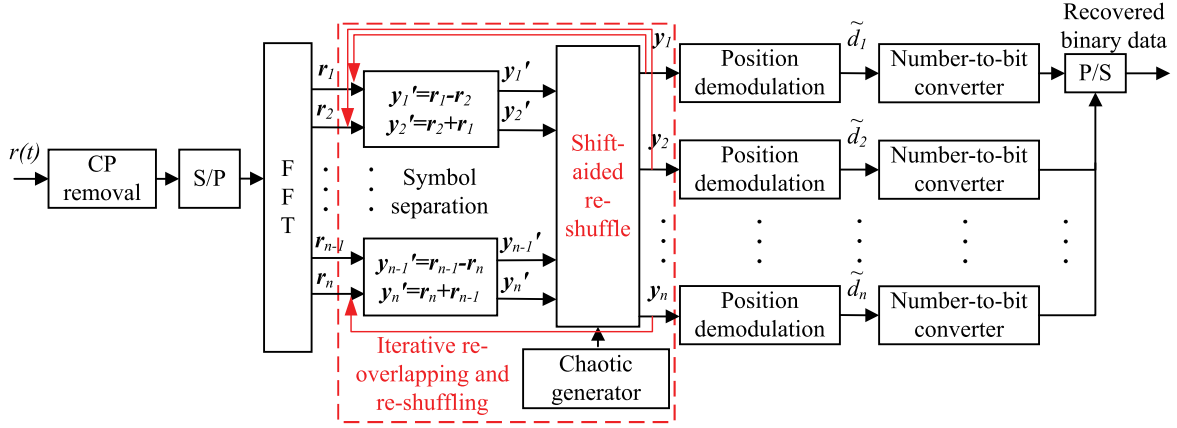 r(t)
CP
removal
S/P
F
F
T
r1
r2
rn-1
rn
y1'=r1-r2
y2'=r2+r1
Symbol
separation
yn-1'=rn-1-rn
yn'=rn+rn-1
Iterative re-
overlapping and
re-shuffling
y1'
y2'
yn-1'
yn'
Shift-
aided
re-
shuffle
Chaotic
generator
y1
y2
yn
Position
demodulation
Position
demodulation
Position
demodulation
d̃1
d̃2
d̃n
Number-to-bit
converter
Number-to-bit
converter
Number-to-bit
converter
Recovered
binary data
P/S